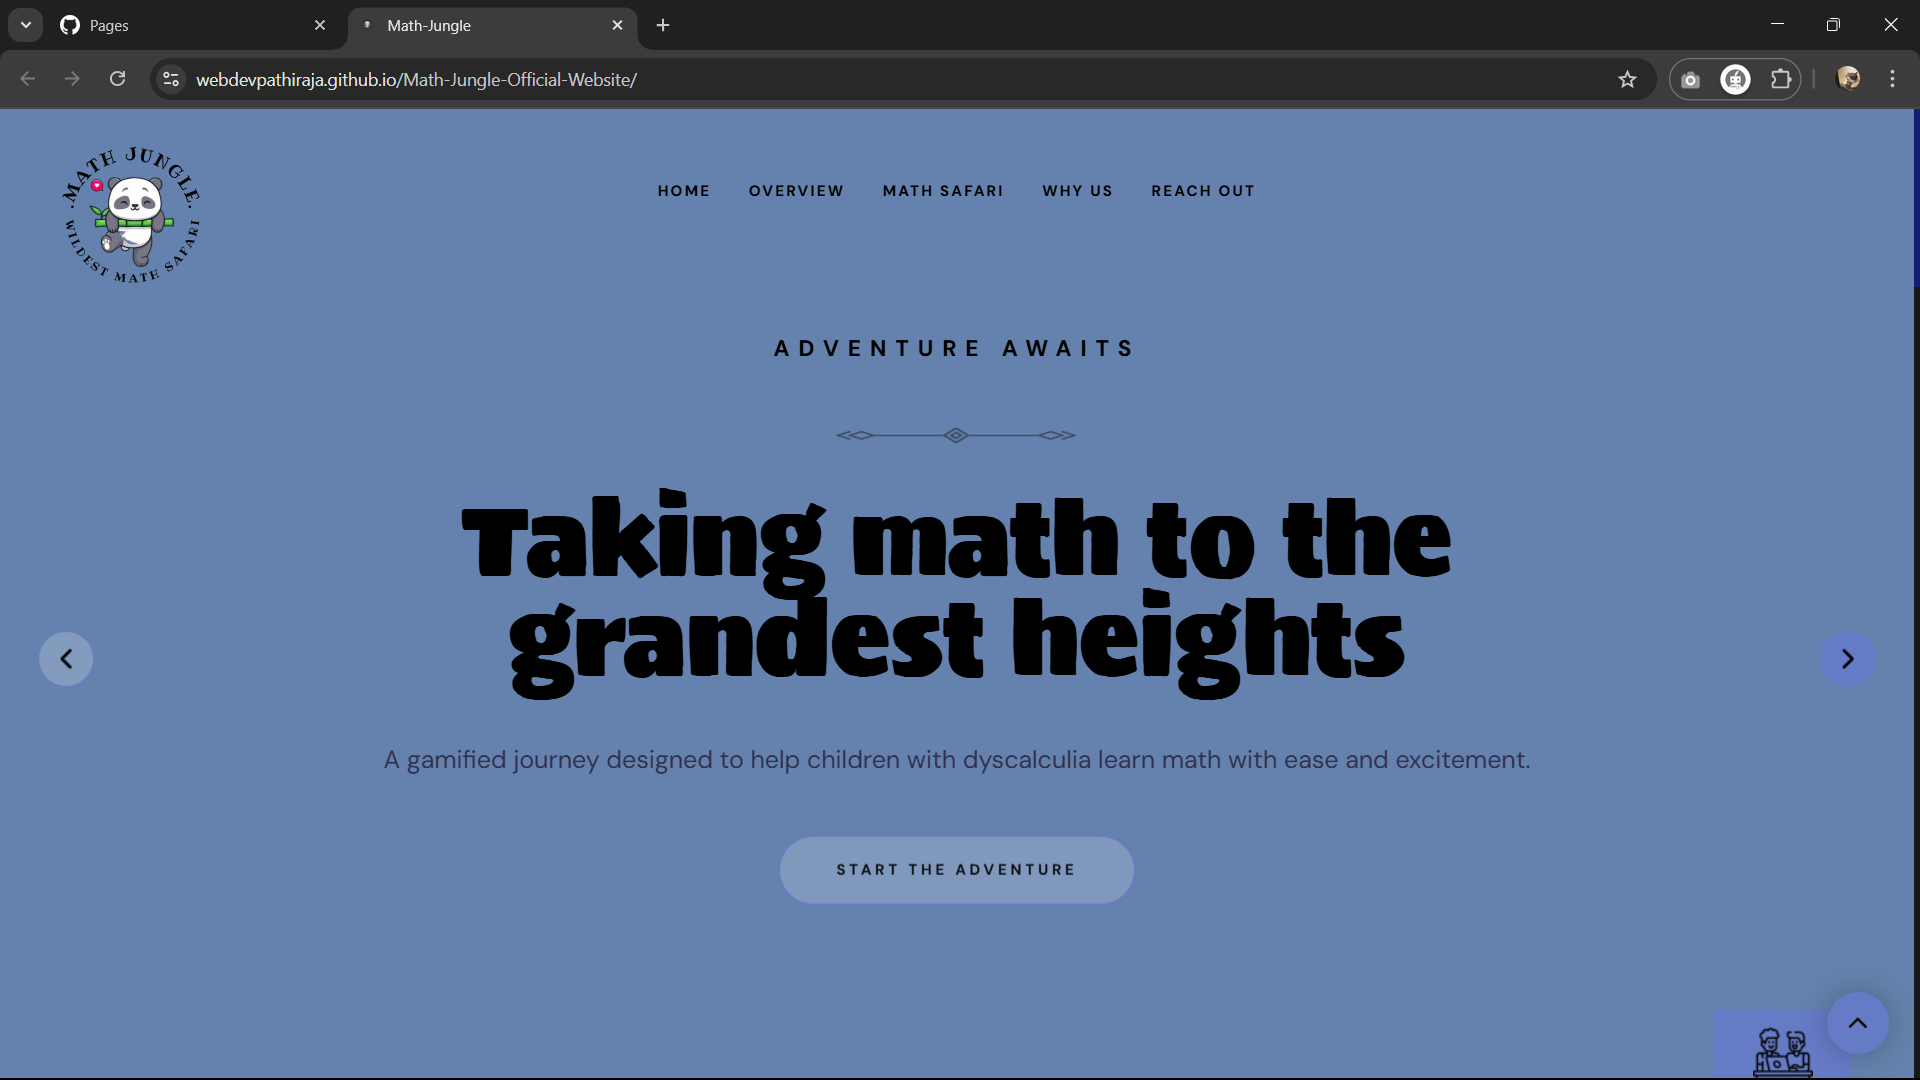 Pages
Math-Jungle
webdevpathiraja.github.io/Math-Jungle-Official-Website/
MATH JUNGLE
WILDEST MATH SAFARI
HOME OVERVIEW MATH SAFARI WHY US REACH OUT
ADVENTURE AWAITS
Taking math to the
grandest heights
A gamified journey designed to help children with dyscalculia learn math with ease and excitement.
START THE ADVENTURE